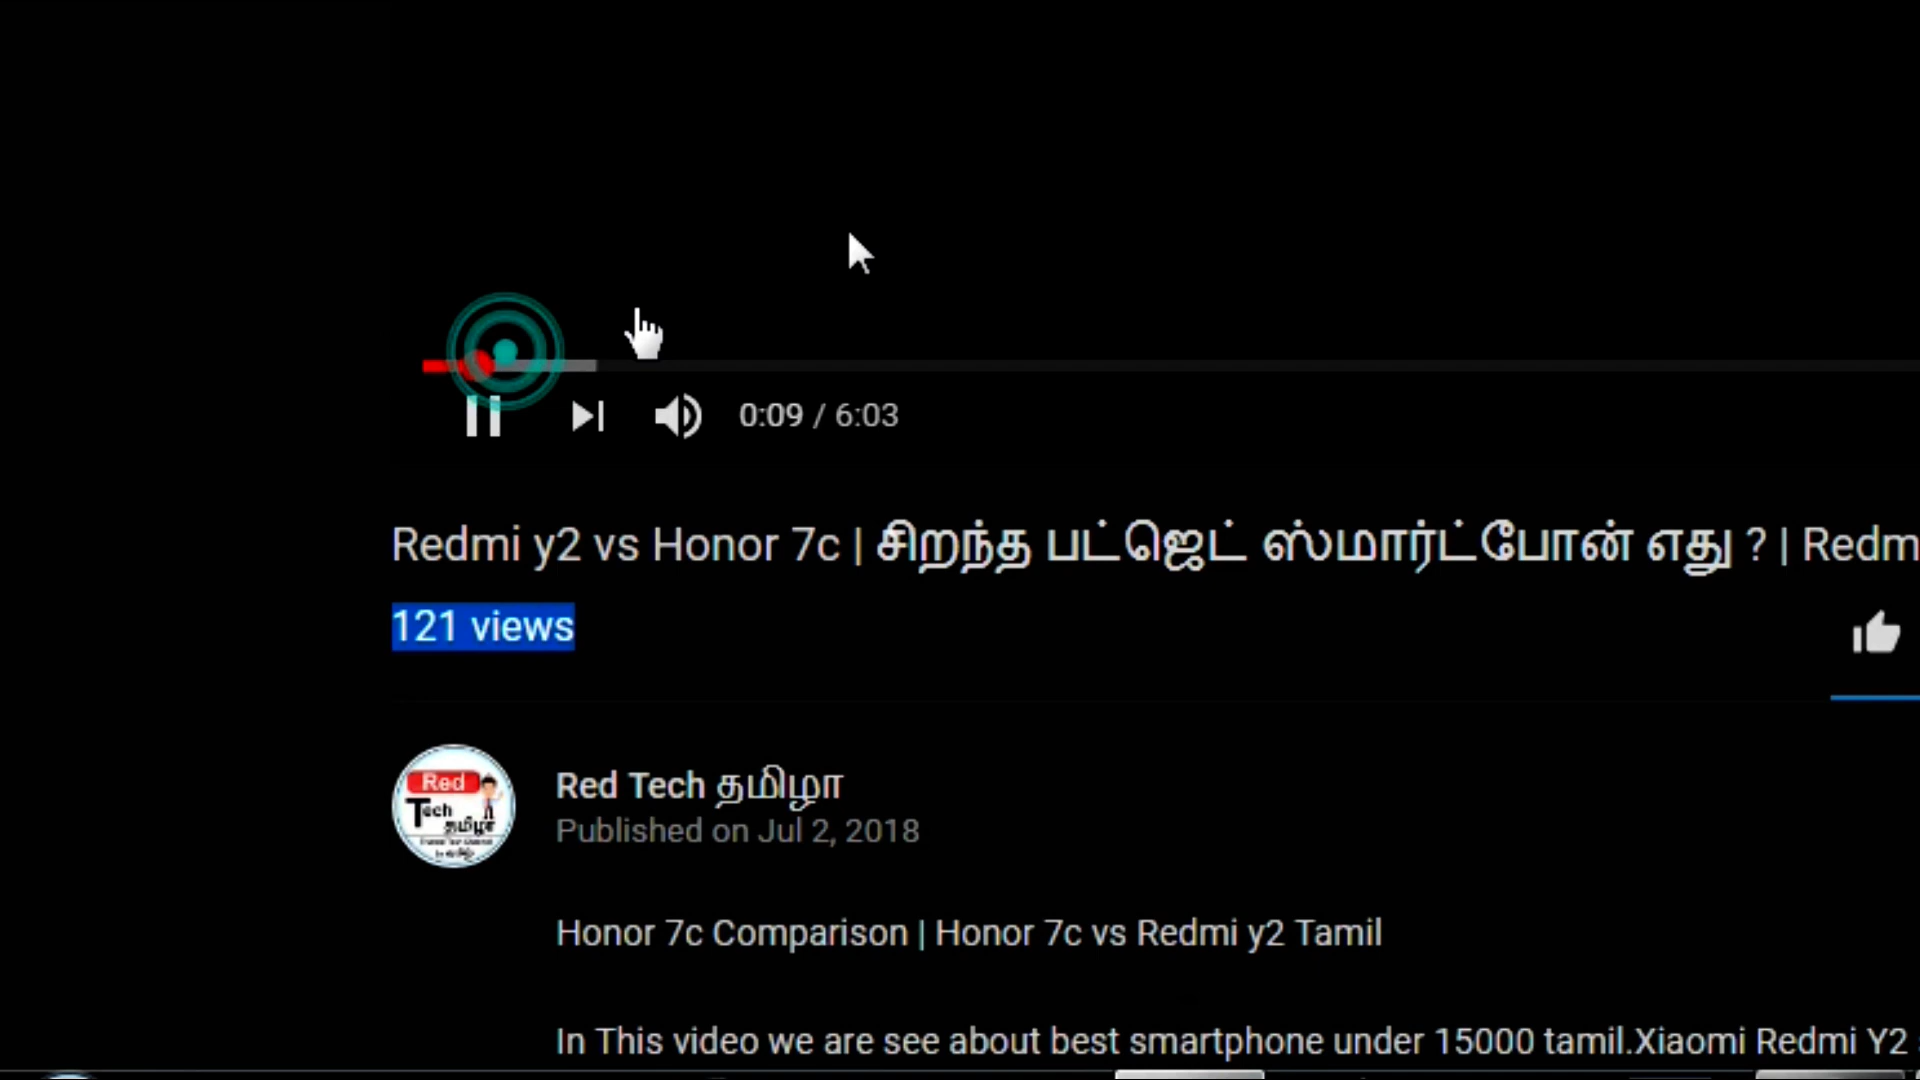 0:09 / 6:03
Redmi y2 vs Honor 7c | சிறந்த பட்ஜெட் ஸ்மார்ட்போன் எது ? | Redm
121 views
Red
Tech
தமிழா
Red Tech தமிழா
Published on Jul 2, 2018
Honor 7c Comparison | Honor 7c vs Redmi y2 Tamil
In This video we are see about best smartphone under 15000 tamil.Xiaomi Redmi Y2